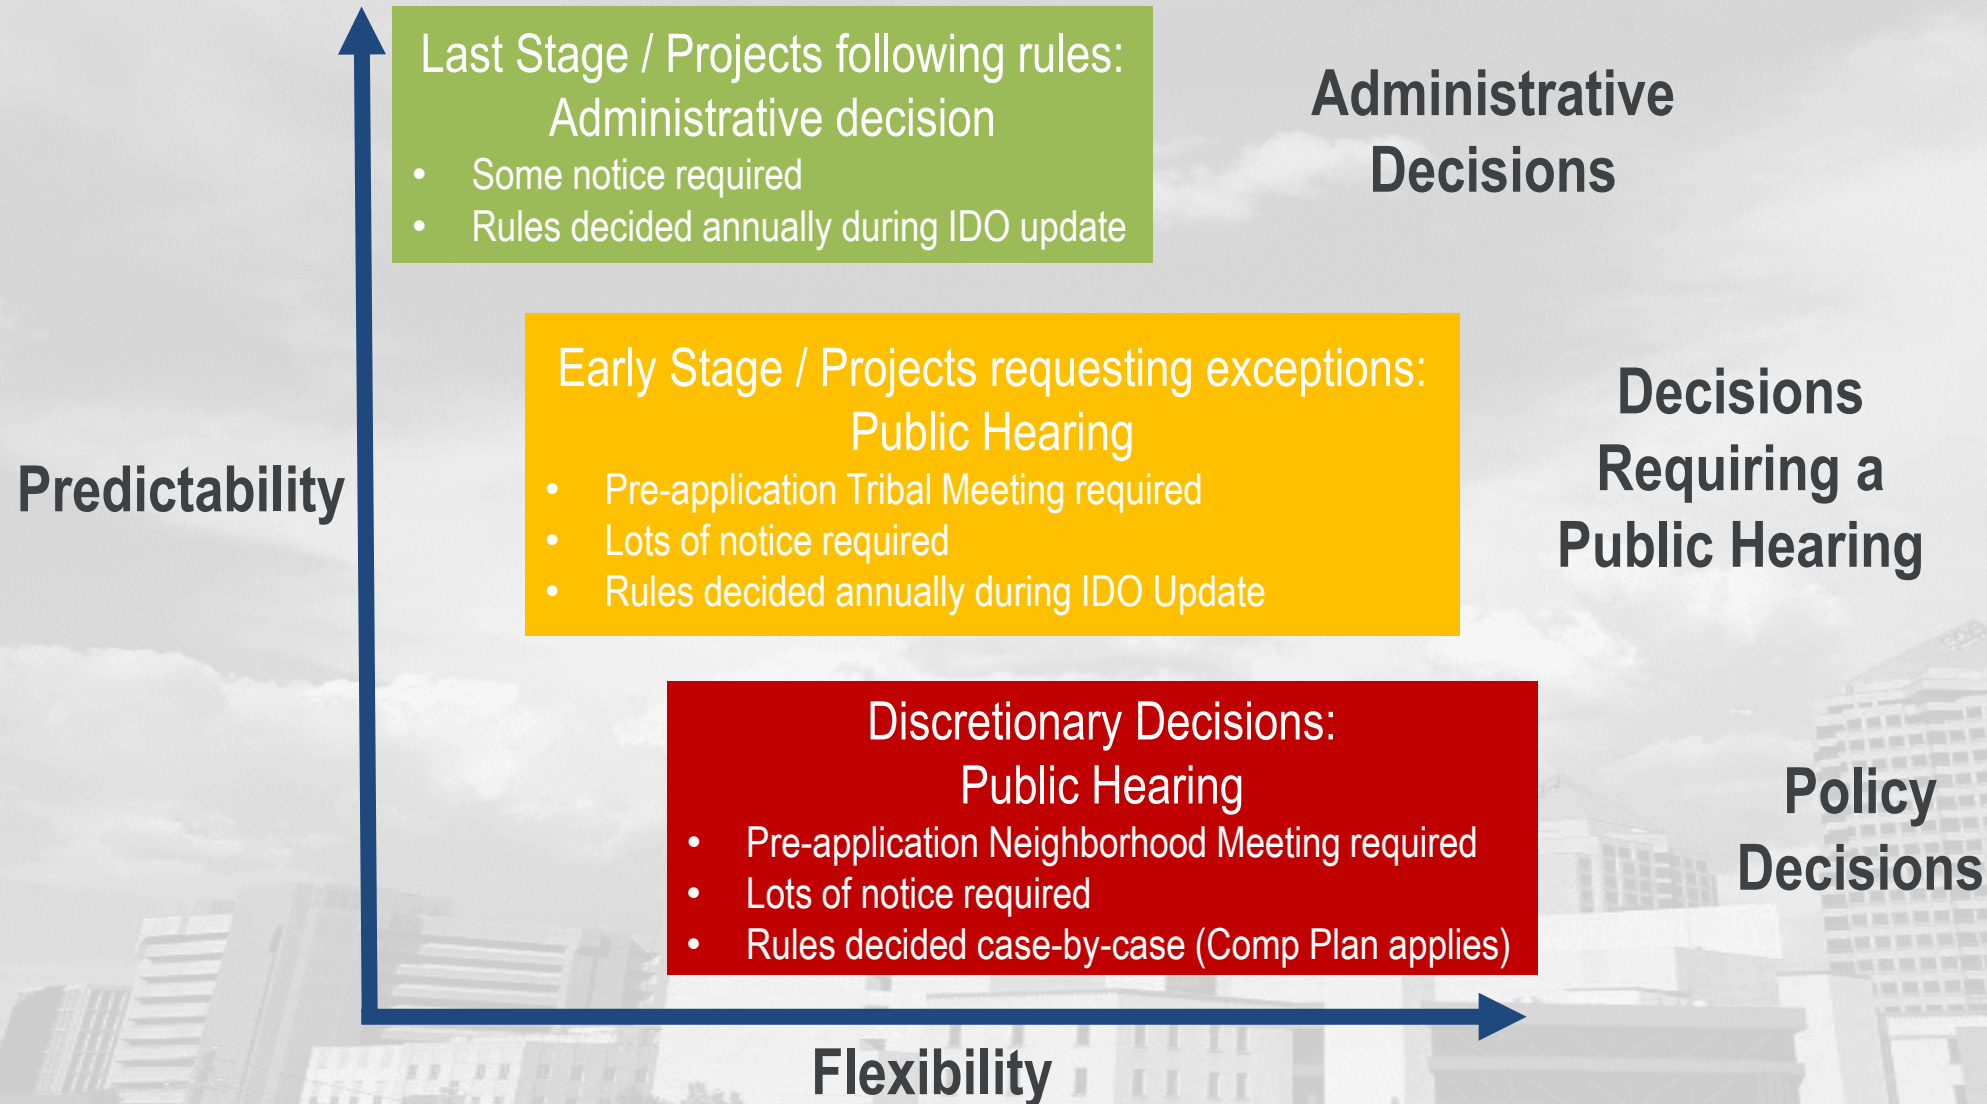 Last Stage / Projects following rules:
Administrative decision
• Some notice required
• Rules decided annually during IDO update
Administrative
Decisions
Early Stage / Projects requesting exceptions:
Public Hearing
• Pre-application Tribal Meeting required
• Lots of notice required
• Rules decided annually during IDO Update
Decisions
Requiring a
Public Hearing
Predictability
Discretionary Decisions:
Public Hearing
• Pre-application Neighborhood Meeting required
• Lots of notice required
• Rules decided case-by-case (Comp Plan applies)
Policy
Decisions
Flexibility